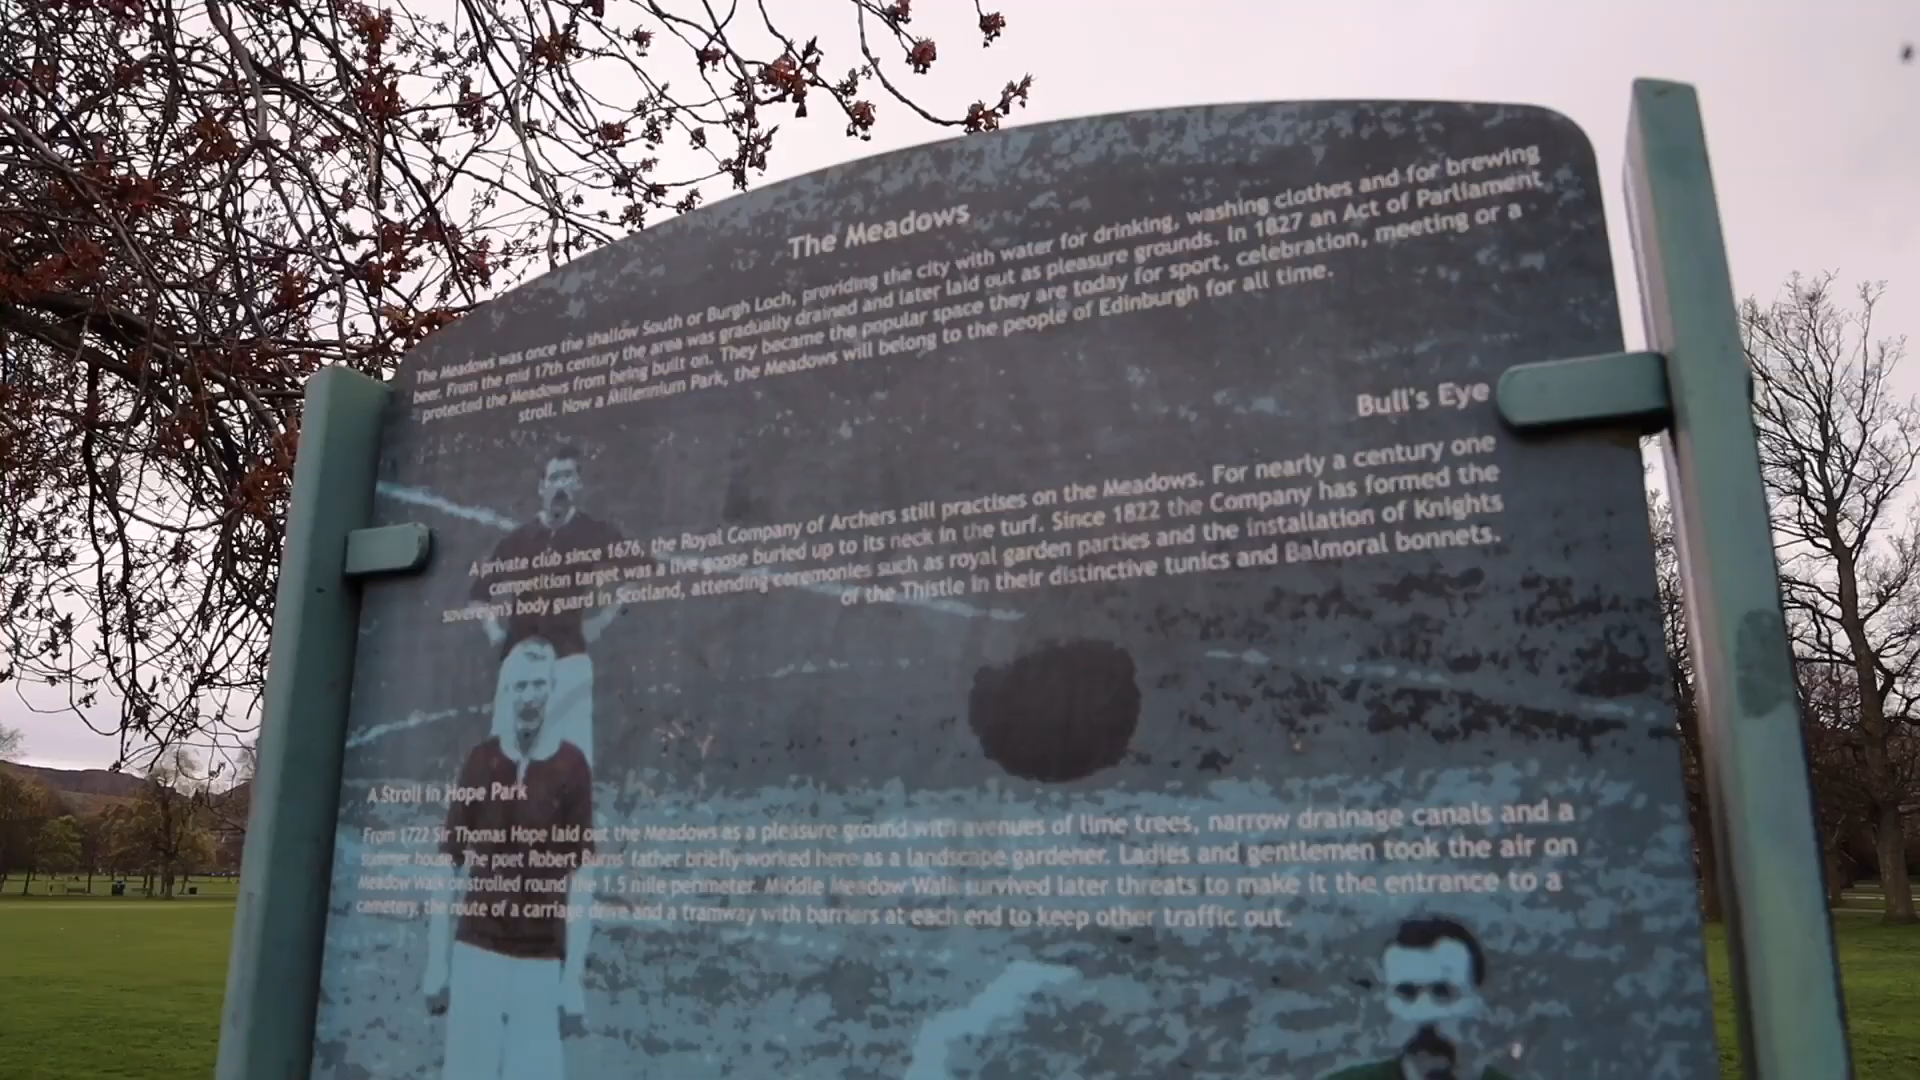 The Meadows
The Meadows was once the shallow South or Burgh Loch, providing the city with water for drinking, washing clothes and for brewing
beer. From the mid 17th century the area was gradually drained and later laid out as pleasure grounds. In 1827 an Act of Parliament
protected the Meadows from being built on. They became the popular space they are today for sport, celebration, meeting or a
stroll. Now a Millennium Park, the Meadows will belong to the people of Edinburgh for all time.
Bull's Eye
A private club since 1676, the Royal Company of Archers still practises on the Meadows. For nearly a century one
competition target was a live goose buried up to its neck in the turf. Since 1822 the Company has formed the
sovereign's body guard in Scotland, attending ceremonies such as royal garden parties and the installation of Knights
of the Thistle in their distinctive tunics and Balmoral bonnets.
A Stroll in Hope Park
From 1722 Sir Thomas Hope laid out the Meadows as a pleasure ground with avenues of lime trees, narrow drainage canals and a
summer house. The poet Robert Burns' father briefly worked here as a landscape gardener. Ladies and gentlemen took the air on
Meadow Walk or strolled round the 1.5 mile perimeter. Middle Meadow Walk survived later threats to make it the entrance to a
cemetery, the route of a carriage drive and a tramway with barriers at each end to keep other traffic out.